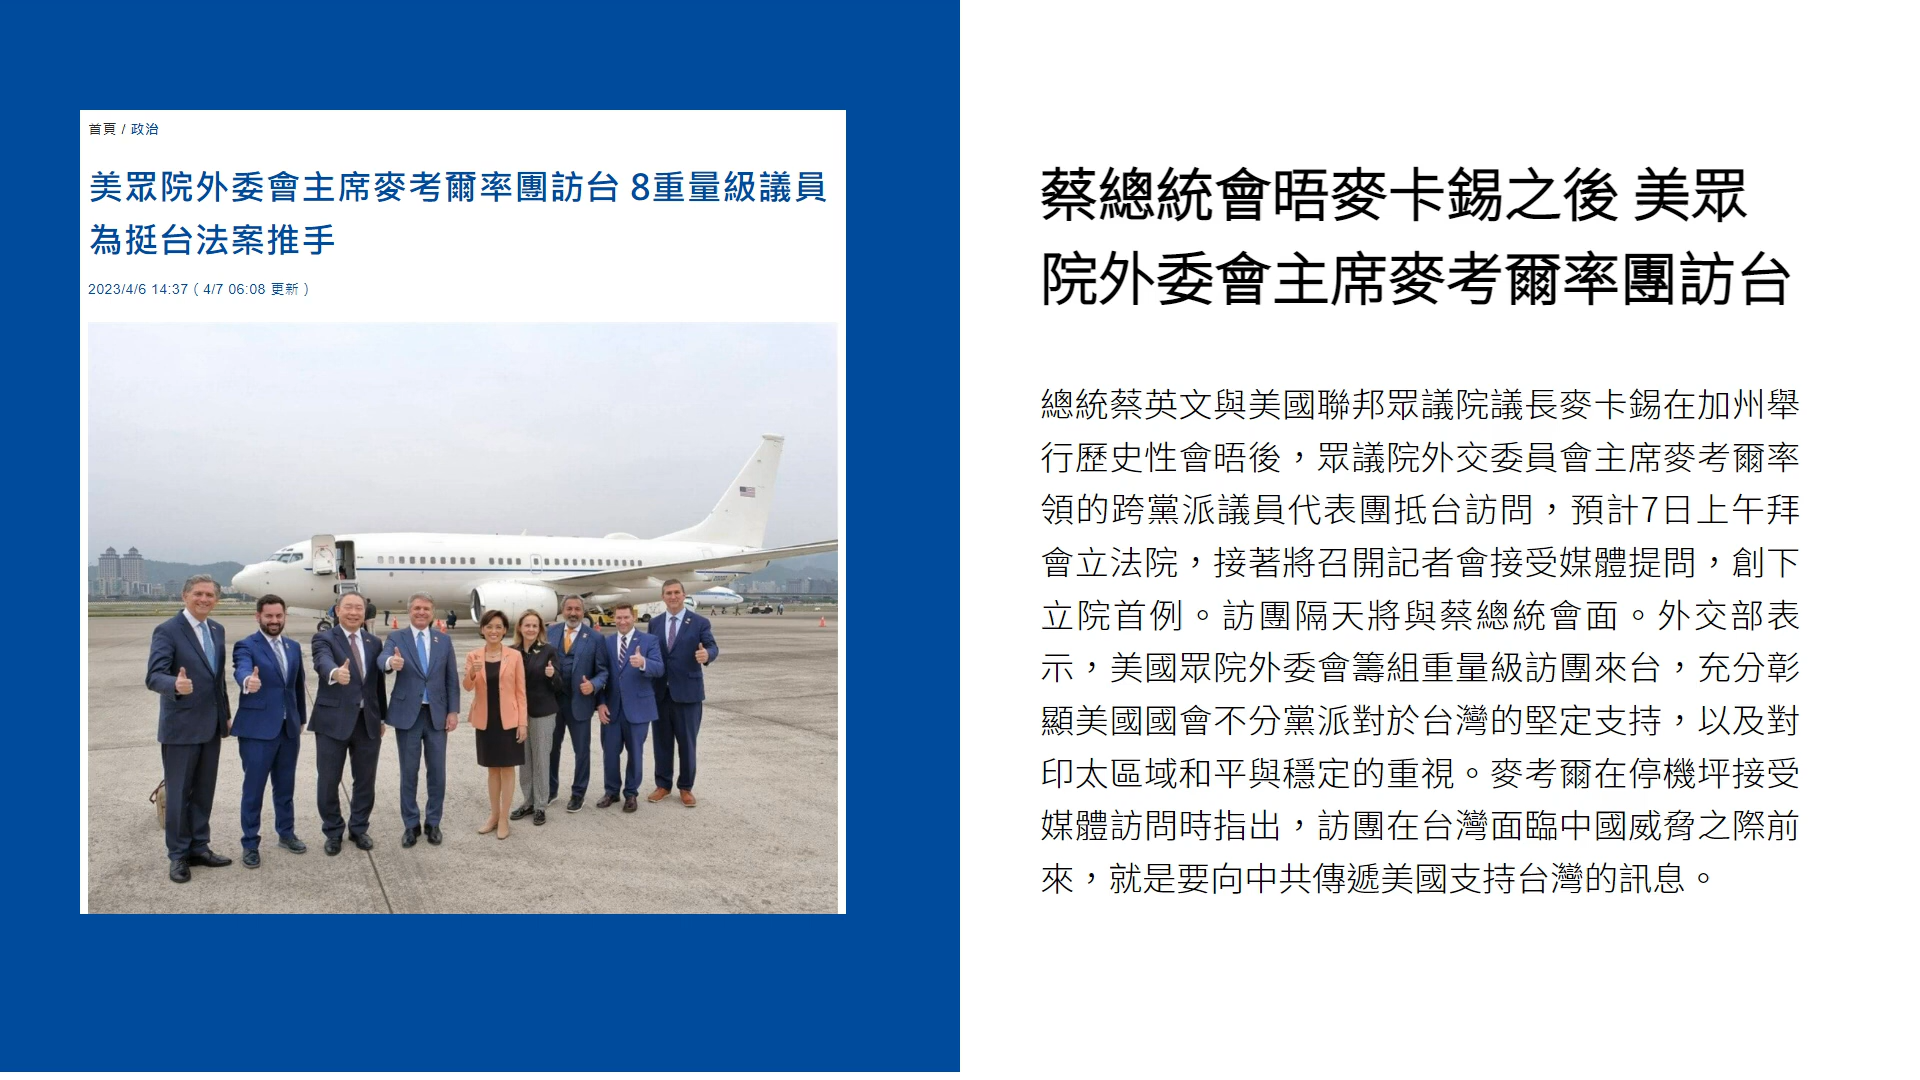 首頁 / 政治
美眾院外委會主席麥考爾率團訪台 8重量級議員
為挺台法案推手
2023/4/6 14:37（4/7 06:08 更新）
蔡總統會晤麥卡錫之後 美眾
院外委會主席麥考爾率團訪台
總統蔡英文與美國聯邦眾議院議長麥卡錫在加州舉
行歷史性會晤後，眾議院外交委員會主席麥考爾率
領的跨黨派議員代表團抵台訪問，預計7日上午拜
會立法院，接著將召開記者會接受媒體提問，創下
立院首例。訪團隔天將與蔡總統會面。外交部表
示，美國眾院外委會籌組重量級訪團來台，充分彰
顯美國國會不分黨派對於台灣的堅定支持，以及對
印太區域和平與穩定的重視。麥考爾在停機坪接受
媒體訪問時指出，訪團在台灣面臨中國威脅之際前
來，就是要向中共傳遞美國支持台灣的訊息。